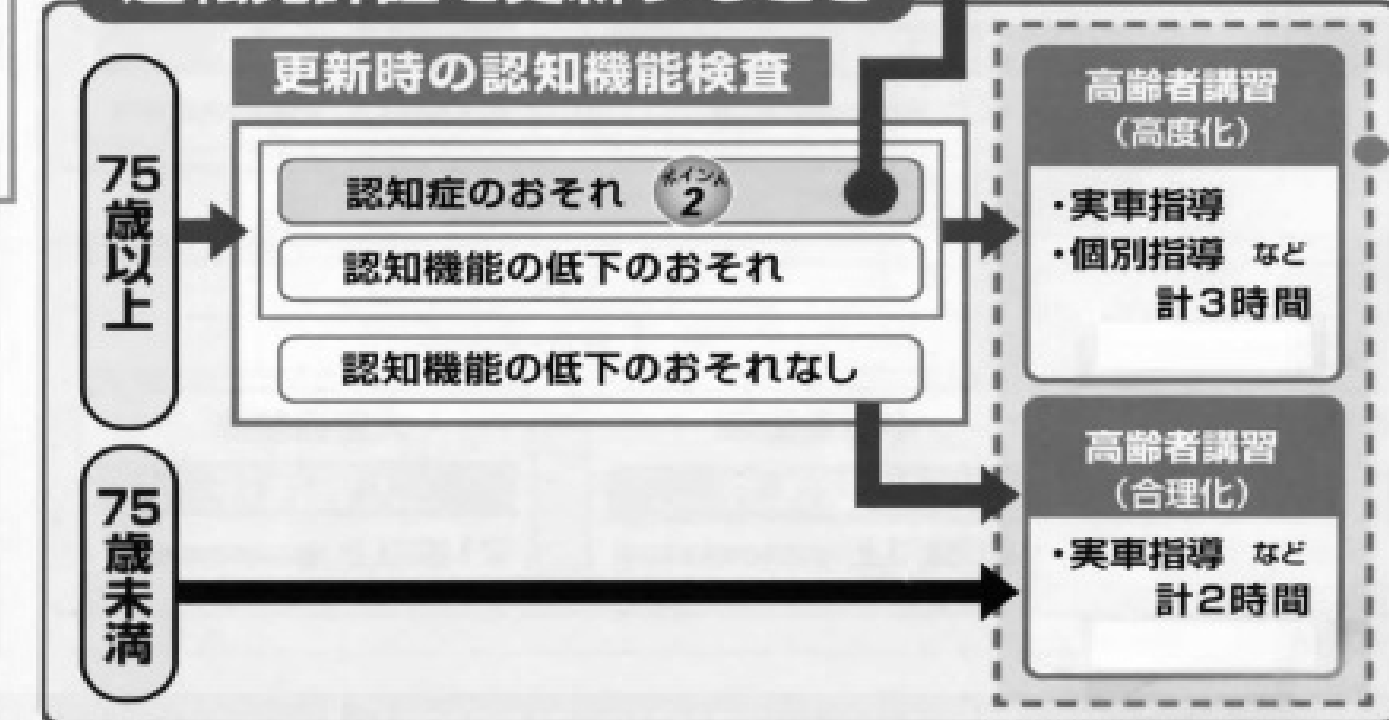 更新時の認知機能検査
75歳以上
認知症のおそれ ポイント2
認知機能の低下のおそれ
認知機能の低下のおそれなし
75歳未満
高齢者講習
（高度化）
・実車指導
・個別指導 など
計3時間
高齢者講習
（合理化）
・実車指導 など
計2時間